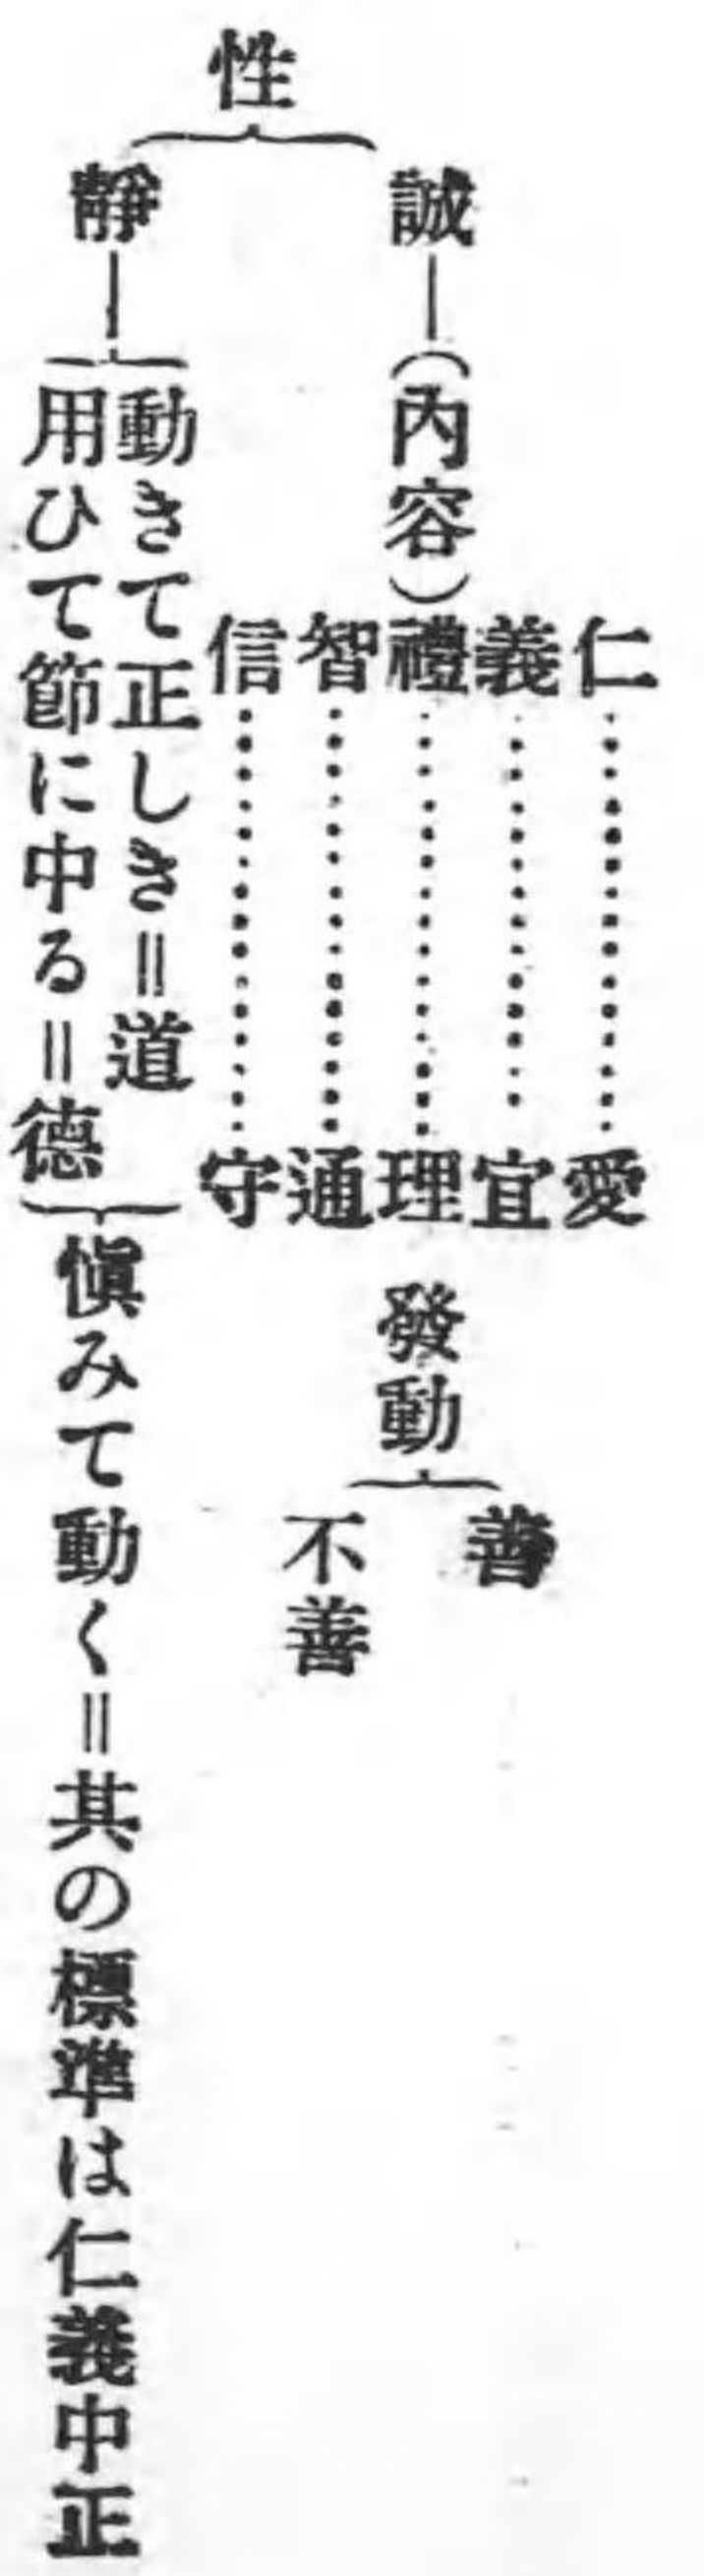 性
誠―(內容)
仁…………愛
義…………宜
禮…………理
智…………通
信…………守
發動
善
不善
靜―
動きて正しき＝道
用ひて節に中る＝德
愼みて動く＝其の標準は仁義中正